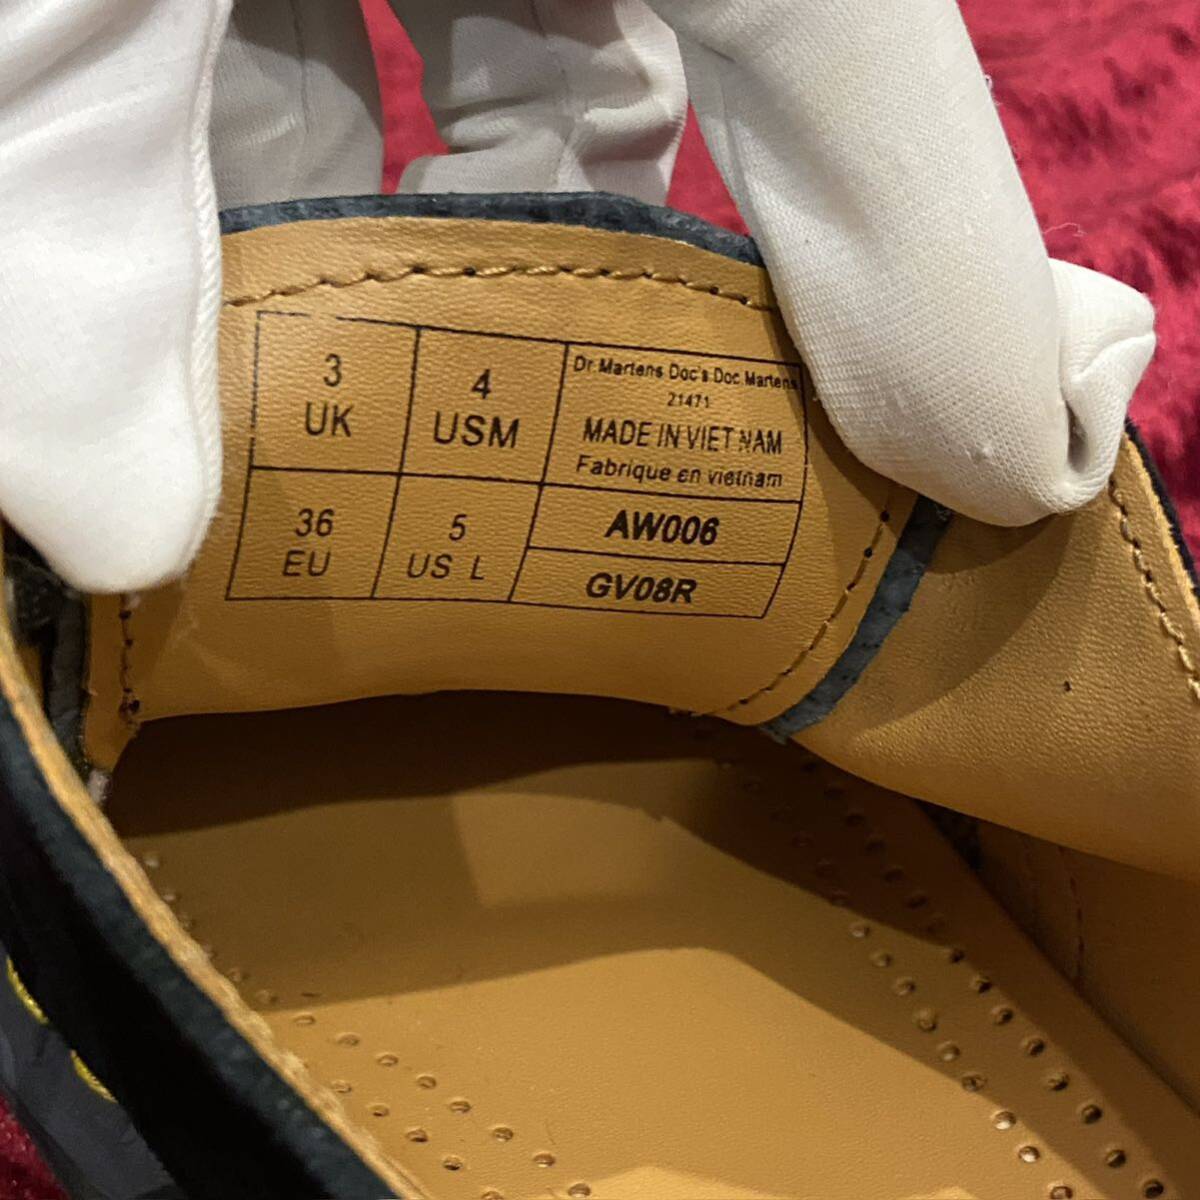 3
UK
4
USM
Dr. Martens Doc's Doc Martens
21471
MADE IN VIET NAM
Fabrique en vietnam
36
EU
5
US L
AW006
GV08R